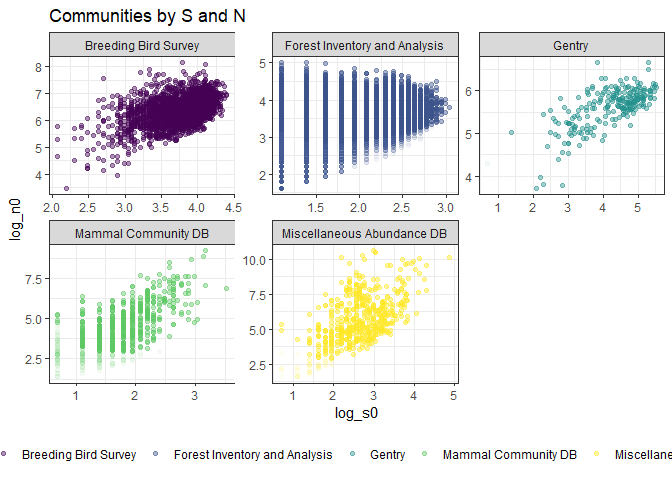 Communities by S and N
Breeding Bird Survey
Forest Inventory and Analysis
Gentry
8
7
6
5
4
2.0 2.5 3.0 3.5 4.0 4.5
5
4
3
2
1.5 2.0 2.5 3.0
6
5
4
1 2 3 4 5
log_n0
Mammal Community DB
Miscellaneous Abundance DB
7.5
5.0
2.5
1 2 3
10.0
7.5
5.0
2.5
1 2 3 4 5
log_s0
Breeding Bird Survey Forest Inventory and Analysis Gentry Mammal Community DB Miscellane